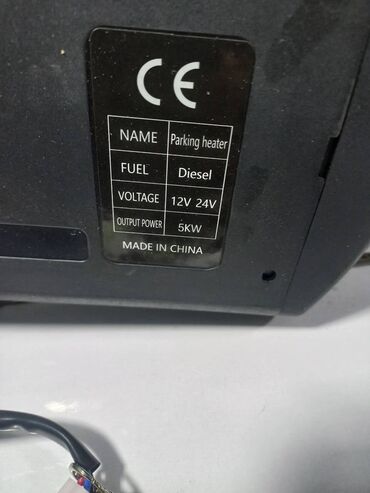 CE
NAME Parking heater
FUEL Diesel
VOLTAGE 12V 24V
OUTPUT POWER 5KW
MADE IN CHINA